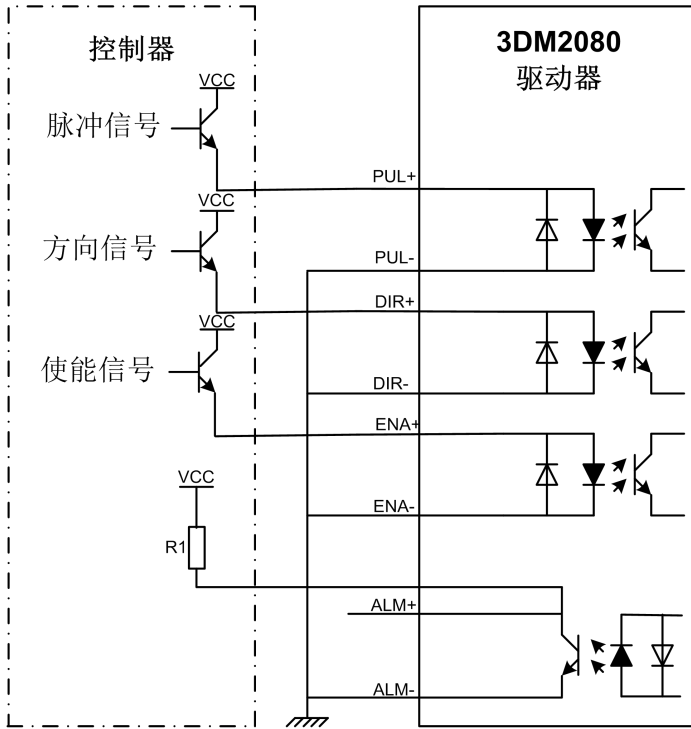 控制器
3DM2080
驱动器
VCC
脉冲信号
PUL+
VCC
方向信号
PUL-
DIR+
VCC
使能信号
DIR-
ENA+
VCC
ENA-
R1
ALM+
ALM-